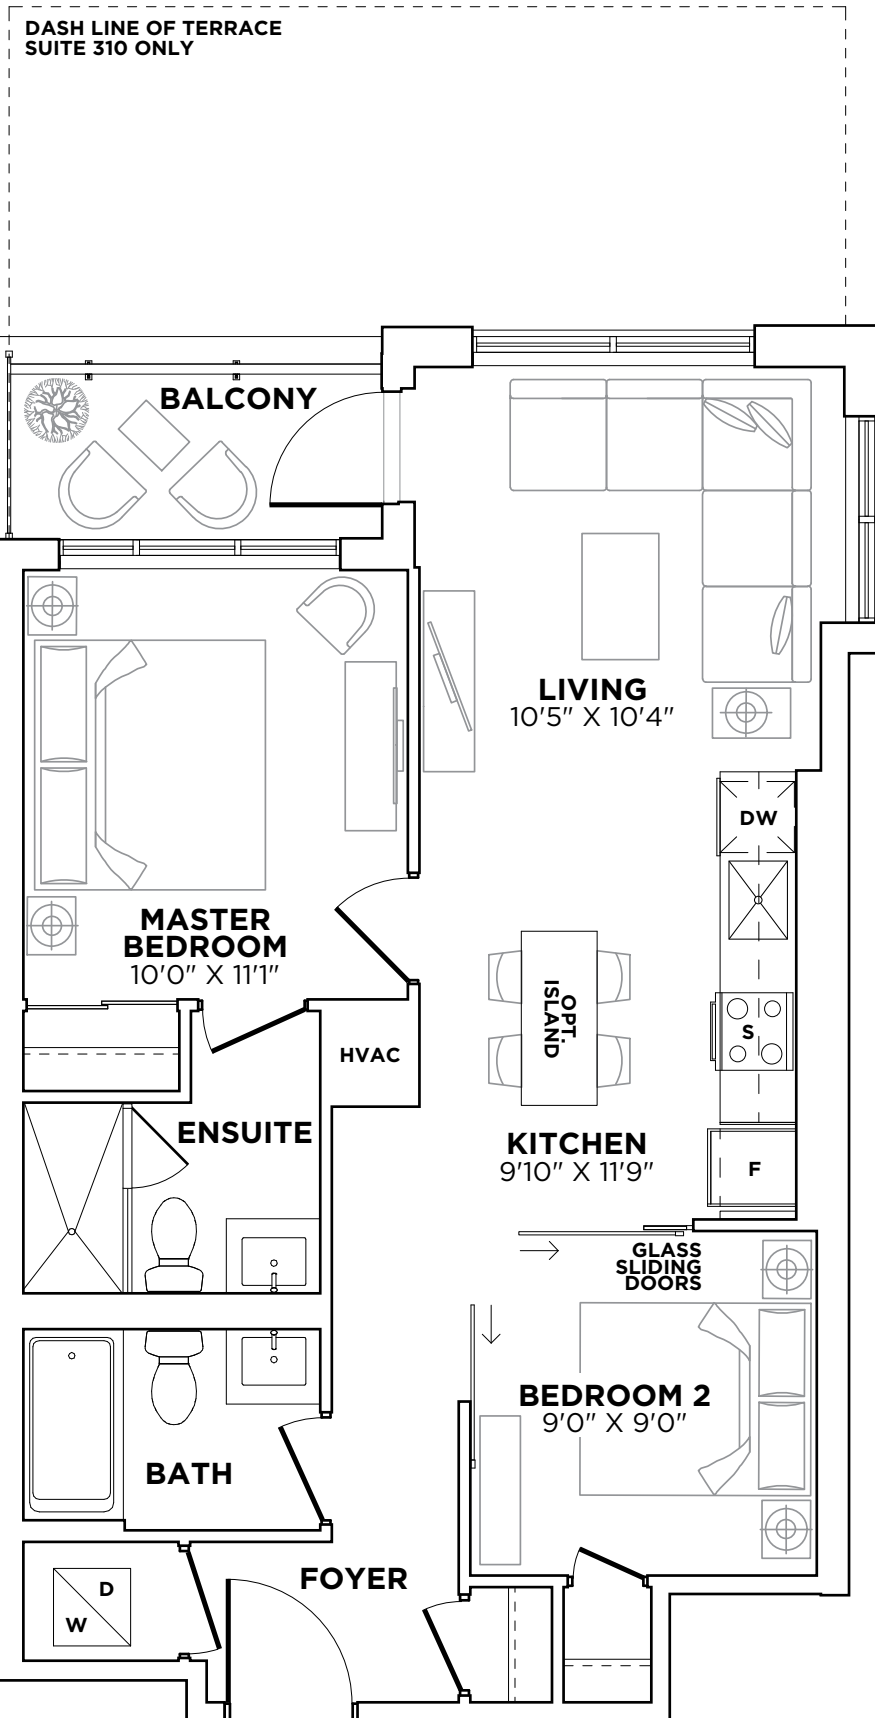 DASH LINE OF TERRACE
SUITE 310 ONLY
BALCONY
LIVING
10'5" X 10'4"
DW
MASTER
BEDROOM
10'0" X 11'1"
OPT.
ISLAND
S
HVAC
ENSUITE
KITCHEN
9'10" X 11'9"
F
GLASS
SLIDING
DOORS
BEDROOM 2
9'0" X 9'0"
BATH
FOYER
D
W